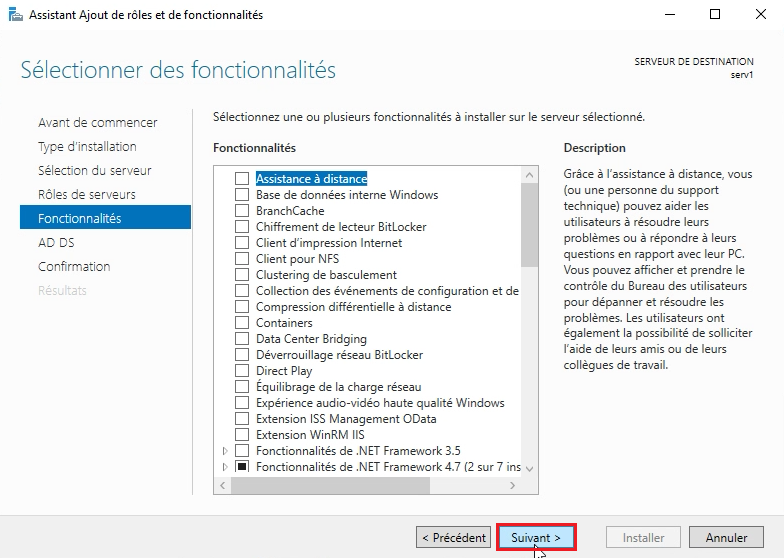 Assistant Ajout de rôles et de fonctionnalités
Sélectionner des fonctionnalités
SERVEUR DE DESTINATION
serv1
Avant de commencer
Type d'installation
Sélection du serveur
Rôles de serveurs
Fonctionnalités
AD DS
Confirmation
Résultats
Sélectionnez une ou plusieurs fonctionnalités à installer sur le serveur sélectionné.
Fonctionnalités
Assistance à distance
Base de données interne Windows
BranchCache
Chiffrement de lecteur BitLocker
Client d'impression Internet
Client pour NFS
Clustering de basculement
Collection des événements de configuration et de
Compression différentielle à distance
Containers
Data Center Bridging
Déverrouillage réseau BitLocker
Direct Play
Équilibrage de la charge réseau
Expérience audio-vidéo haute qualité Windows
Extension ISS Management OData
Extension WinRM IIS
Fonctionnalités de .NET Framework 3.5
Fonctionnalités de .NET Framework 4.7 (2 sur 7 ins
Description
Grâce à l'assistance à distance, vous
(ou une personne du support
technique) pouvez aider les
utilisateurs à résoudre leurs
problèmes ou à répondre à leurs
questions en rapport avec leur PC.
Vous pouvez afficher et prendre le
contrôle du Bureau des utilisateurs
pour dépanner et résoudre les
problèmes. Les utilisateurs ont
également la possibilité de solliciter
l'aide de leurs amis ou de leurs
collègues de travail.
< Précédent
Suivant >
Installer
Annuler